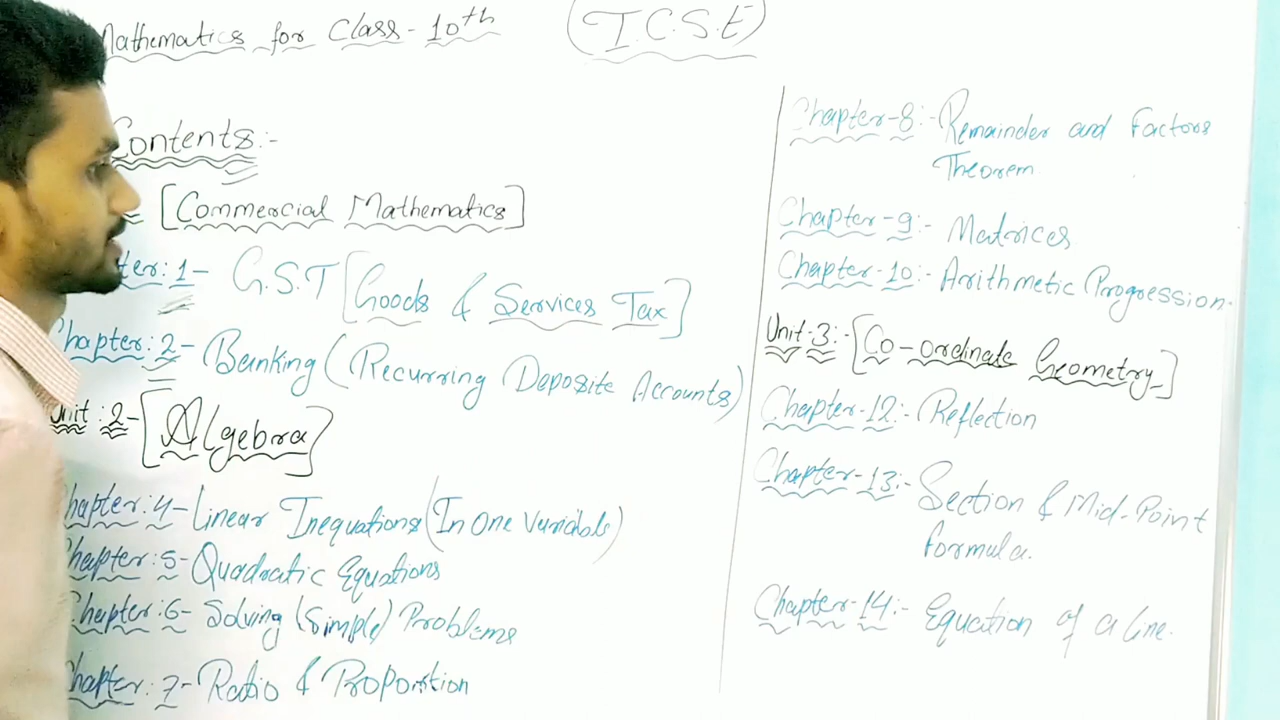 Mathematics for Class-10th (I.C.S.E)
Contents:-
[Commercial Mathematics]
ter: 1- G.S.T [Goods & Services Tax]
Chapter: 2- Banking (Recurring Deposite Accounts)
Unit: 2- [Algebra]
Chapter: 4- Linear Inequations (In One Variable)
Chapter: 5- Quadratic Equations
Chapter: 6- Solving (Simple) Problems
Chapter: 7- Ratio & Proportion
Chapter-8:- Remainder and Factors
Theorem
Chapter-9:- Matrices
Chapter-10:- Arithmetic Progression.
Unit-3:- [Co-ordinate Geometry]
Chapter-12:- Reflection
Chapter-13:- Section & Mid-Point
formula.
Chapter-14:- Equation of a line.